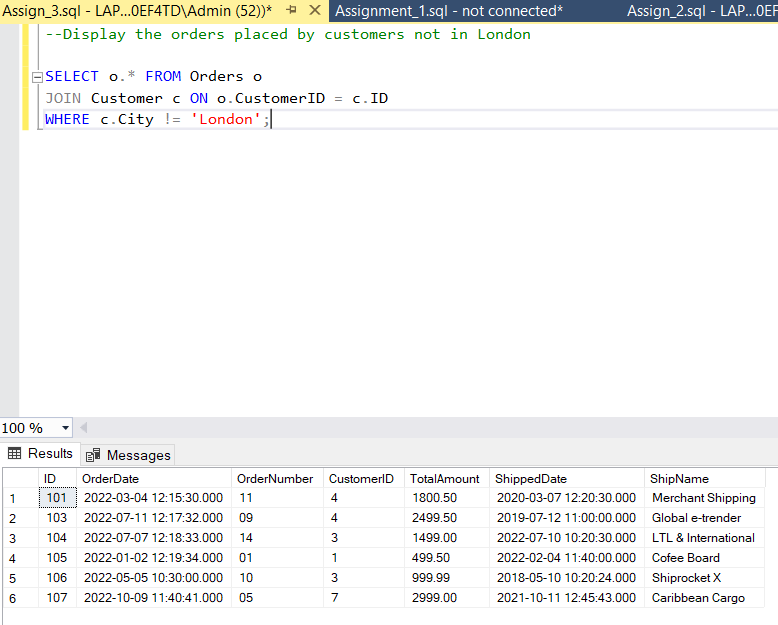 Assign_3.sql - LAP...0EF4TD\Admin (52))* Assignment_1.sql - not connected* Assign_2.sql - LAP...0EF
--Display the orders placed by customers not in London
SELECT o.* FROM Orders o
JOIN Customer c ON o.CustomerID = c.ID
WHERE c.City != 'London';
100 %
Results Messages
ID OrderDate OrderNumber CustomerID TotalAmount ShippedDate ShipName
1 101 2022-03-04 12:15:30.000 11 4 1800.50 2020-03-07 12:20:30.000 Merchant Shipping
2 103 2022-07-11 12:17:32.000 09 4 2499.50 2019-07-12 11:00:00.000 Global e-trender
3 104 2022-07-07 12:18:33.000 14 3 1499.00 2022-07-10 10:20:30.000 LTL & International
4 105 2022-01-02 12:19:34.000 01 1 499.50 2022-02-04 11:40:00.000 Cofee Board
5 106 2022-05-05 10:30:00.000 10 3 999.99 2018-05-10 10:20:24.000 Shiprocket X
6 107 2022-10-09 11:40:41.000 05 7 2999.00 2021-10-11 12:45:43.000 Caribbean Cargo